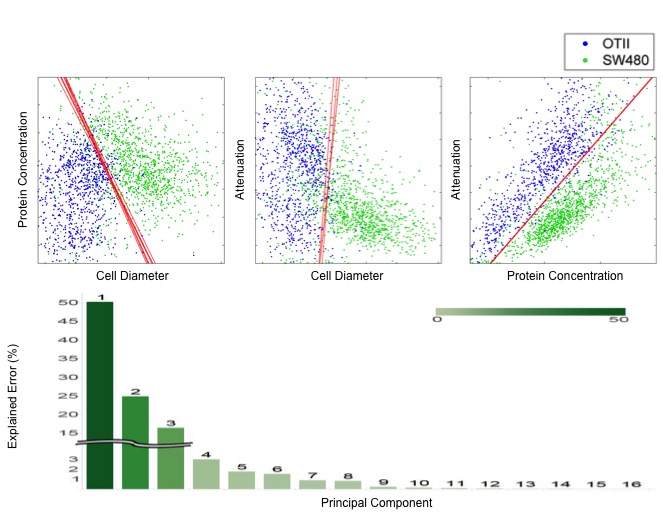 OTII
SW480
Protein Concentration
Attenuation
Attenuation
Cell Diameter
Cell Diameter
Protein Concentration
Explained Error (%)
50
45
40
35
30
25
20
15
3
2
1
1
2
3
4
5
6
7
8
9
10
11
12
13
14
15
16
0
50
Principal Component